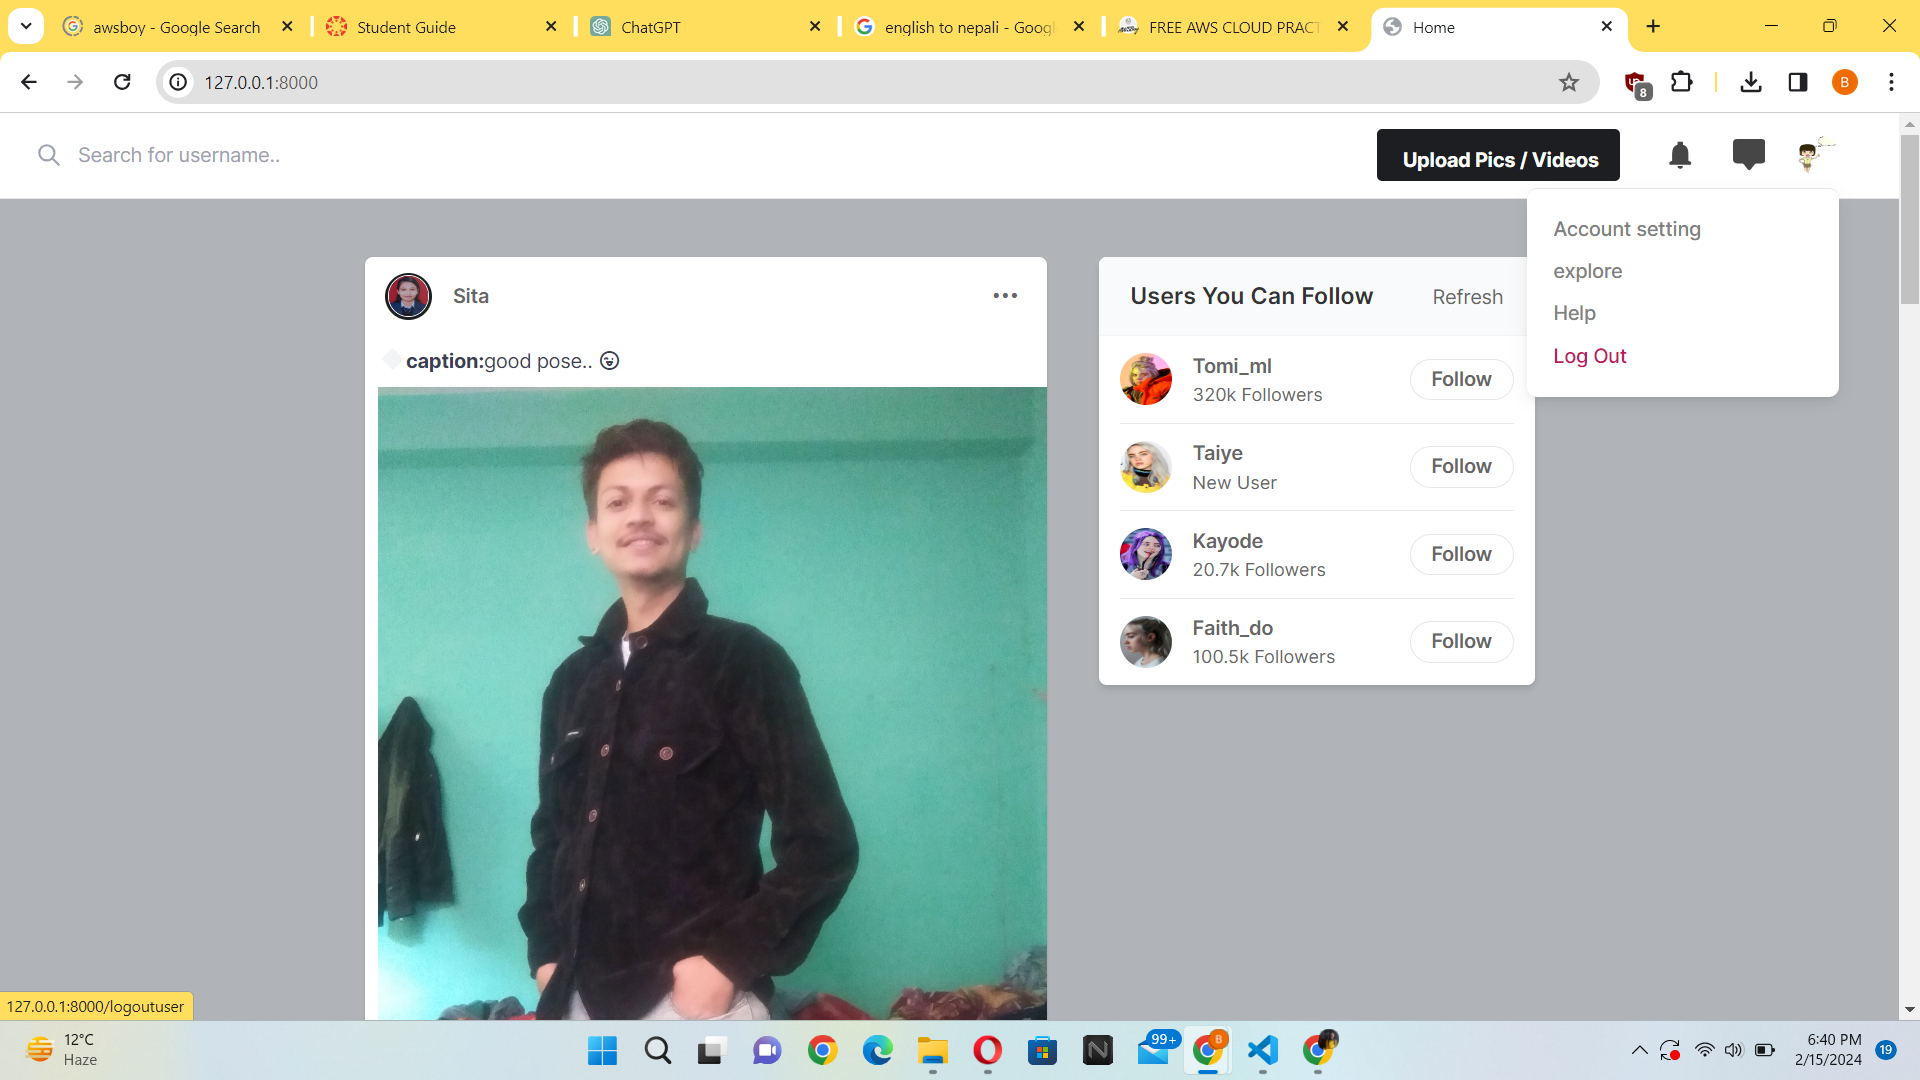 awsboy - Google Search
Student Guide
ChatGPT
english to nepali - Googl
FREE AWS CLOUD PRACT
Home
127.0.0.1:8000
8
B
Search for username..
Upload Pics / Videos
Account setting
explore
Help
Log Out
Sita
caption:good pose..
Users You Can Follow
Refresh
Tomi_ml
320k Followers
Follow
Taiye
New User
Follow
Kayode
20.7k Followers
Follow
Faith_do
100.5k Followers
Follow
127.0.0.1:8000/logoutuser
12°C
Haze
99+
B
6:40 PM
2/15/2024
19